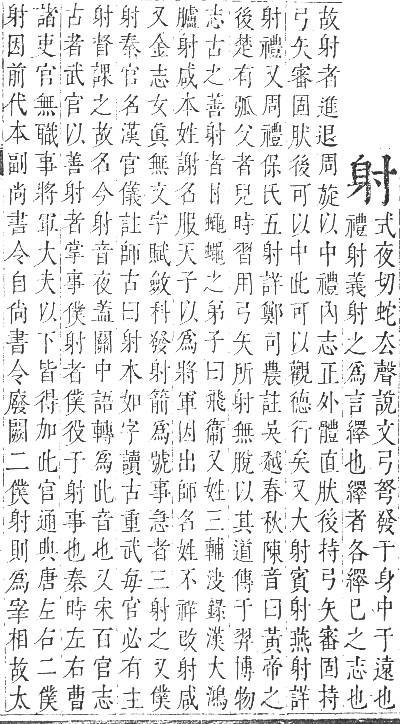 射
式夜切蛇去聲說文弓弩發于身中于遠也
禮射義射之爲言繹也繹者各繹己之志也
故射者進退周旋以中禮內志正外體直然後持弓矢審固持
弓矢審固然後可以中此可以觀德行矣又大射賓射燕射詳
射禮又周禮保氏五射詳鄭司農註吳越春秋陳音曰黃帝之
後楚有弧父者兒時習用弓矢所射無脫以其道傳于羿博物
志古之善射者甘蠅蠅之弟子曰飛衞又姓三輔決錄漢大鴻
臚射咸本姓謝名服天子以爲將軍因出師名姓不祥改射咸
又金志女真無文字賦斂科發射箭爲號事急者三射之又僕
射秦官名漢官儀註師古曰射本如字讀古重武每官必有主
射督課之故名今射音夜蓋關中語轉爲此音也又宋百官志
古者武官以善射者掌事僕射者僕役于射事也秦時左右曹
諸吏官無職事將軍大夫以下皆得加此官通典唐左右二僕
射因前代本副尚書令自尚書令廢闕二僕射則爲宰相故太